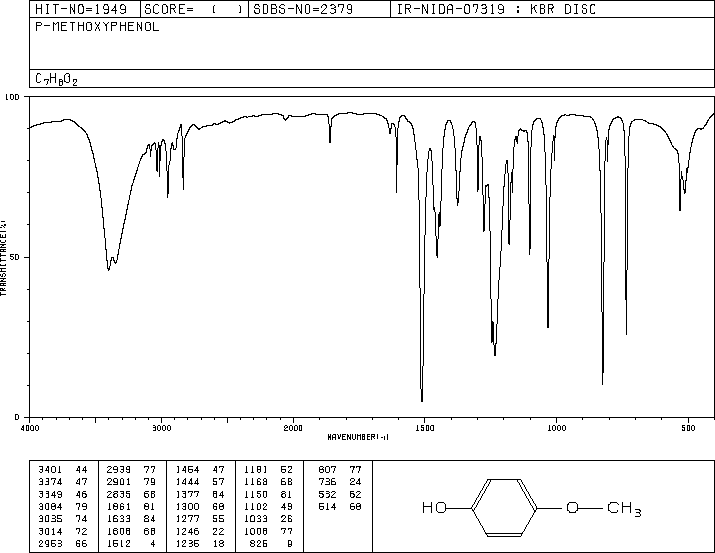 HIT-NO=1949 SCORE= ( ) SDBS-NO=2379 IR-NIDA-07319 : KBR DISC
P-METHOXYPHENOL
C7H8O2
100
50
0
TRANSMITTANCE(%)
4000 3000 2000 1500 1000 500
WAVENUMBER(-1)
3401 44 2939 77 1464 47 1181 52 807 77
3374 47 2901 79 1444 57 1168 68 736 24
3349 46 2835 68 1377 64 1150 81 532 62
3084 79 1861 81 1300 68 1102 49 514 68
3035 74 1633 84 1277 55 1033 26
3014 72 1608 68 1246 22 1008 77
2953 66 1512 4 1235 18 825 9
HO O CH3